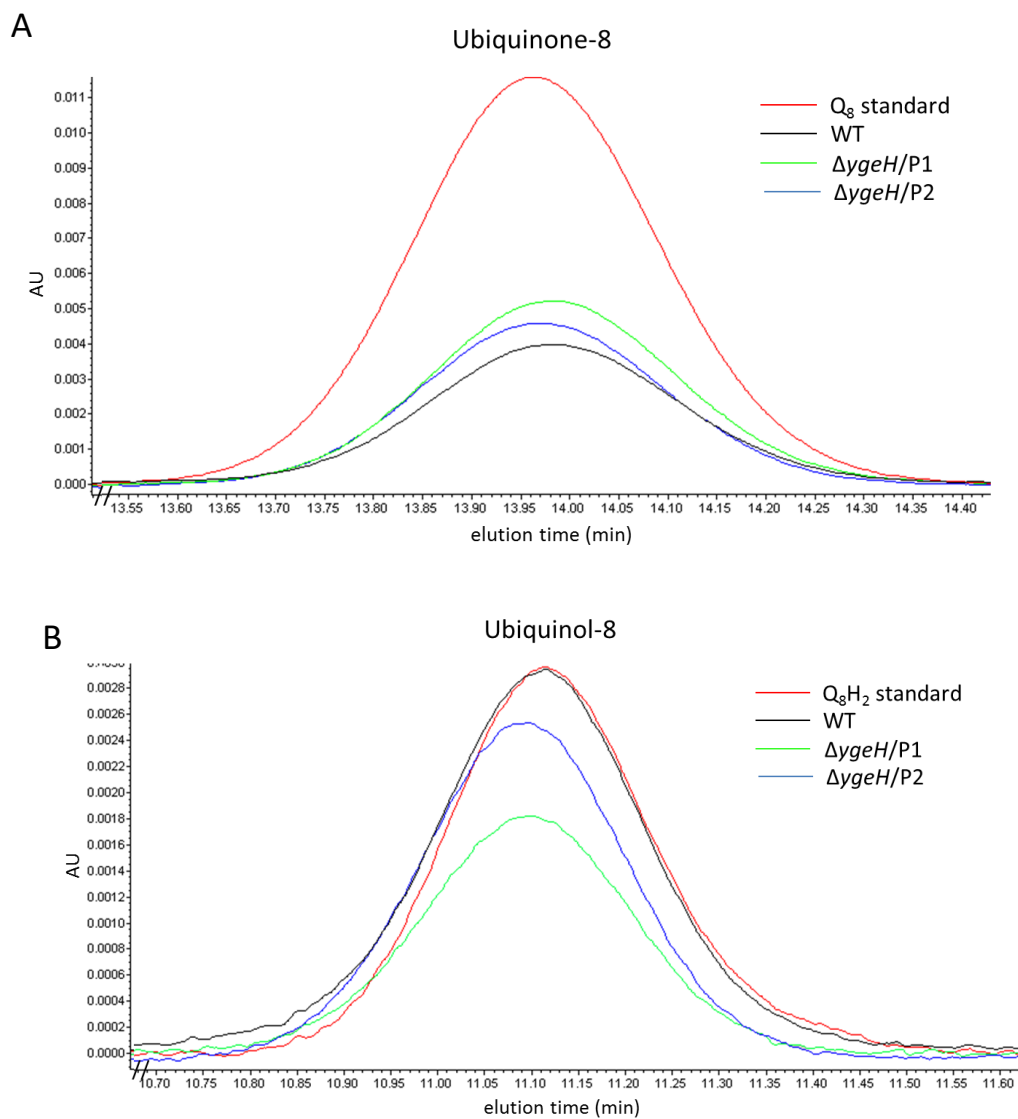 A
Ubiquinone-8
Q₈ standard
WT
ΔygeH/P1
ΔygeH/P2
0.011
0.010
0.009
0.008
0.007
0.006
0.005
0.004
0.003
0.002
0.001
0.000
AU
13.55 13.60 13.65 13.70 13.75 13.80 13.85 13.90 13.95 14.00 14.05 14.10 14.15 14.20 14.25 14.30 14.35 14.40
elution time (min)
B
Ubiquinol-8
Q₈H₂ standard
WT
ΔygeH/P1
ΔygeH/P2
0.0028
0.0026
0.0024
0.0022
0.0020
0.0018
0.0016
0.0014
0.0012
0.0010
0.0008
0.0006
0.0004
0.0002
0.0000
AU
10.70 10.75 10.80 10.85 10.90 10.95 11.00 11.05 11.10 11.15 11.20 11.25 11.30 11.35 11.40 11.45 11.50 11.55 11.60
elution time (min)